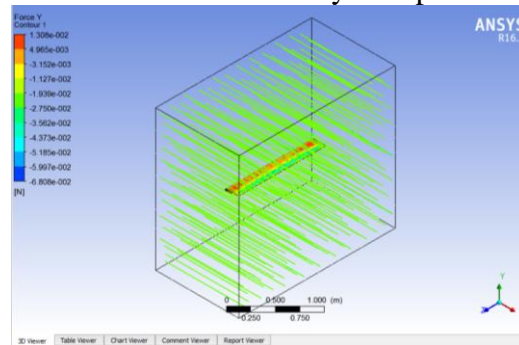 Force Y
Contour 1
1.308e-002
4.965e-003
-3.152e-003
-1.127e-002
-1.939e-002
-2.750e-002
-3.562e-002
-4.373e-002
-5.185e-002
-5.997e-002
-6.808e-002
[N]
ANSYS
R16.
0 0.500 1.000 (m)
0.250 0.750
Y
X
Z
3D Viewer Table Viewer Chart Viewer Comment Viewer Report Viewer